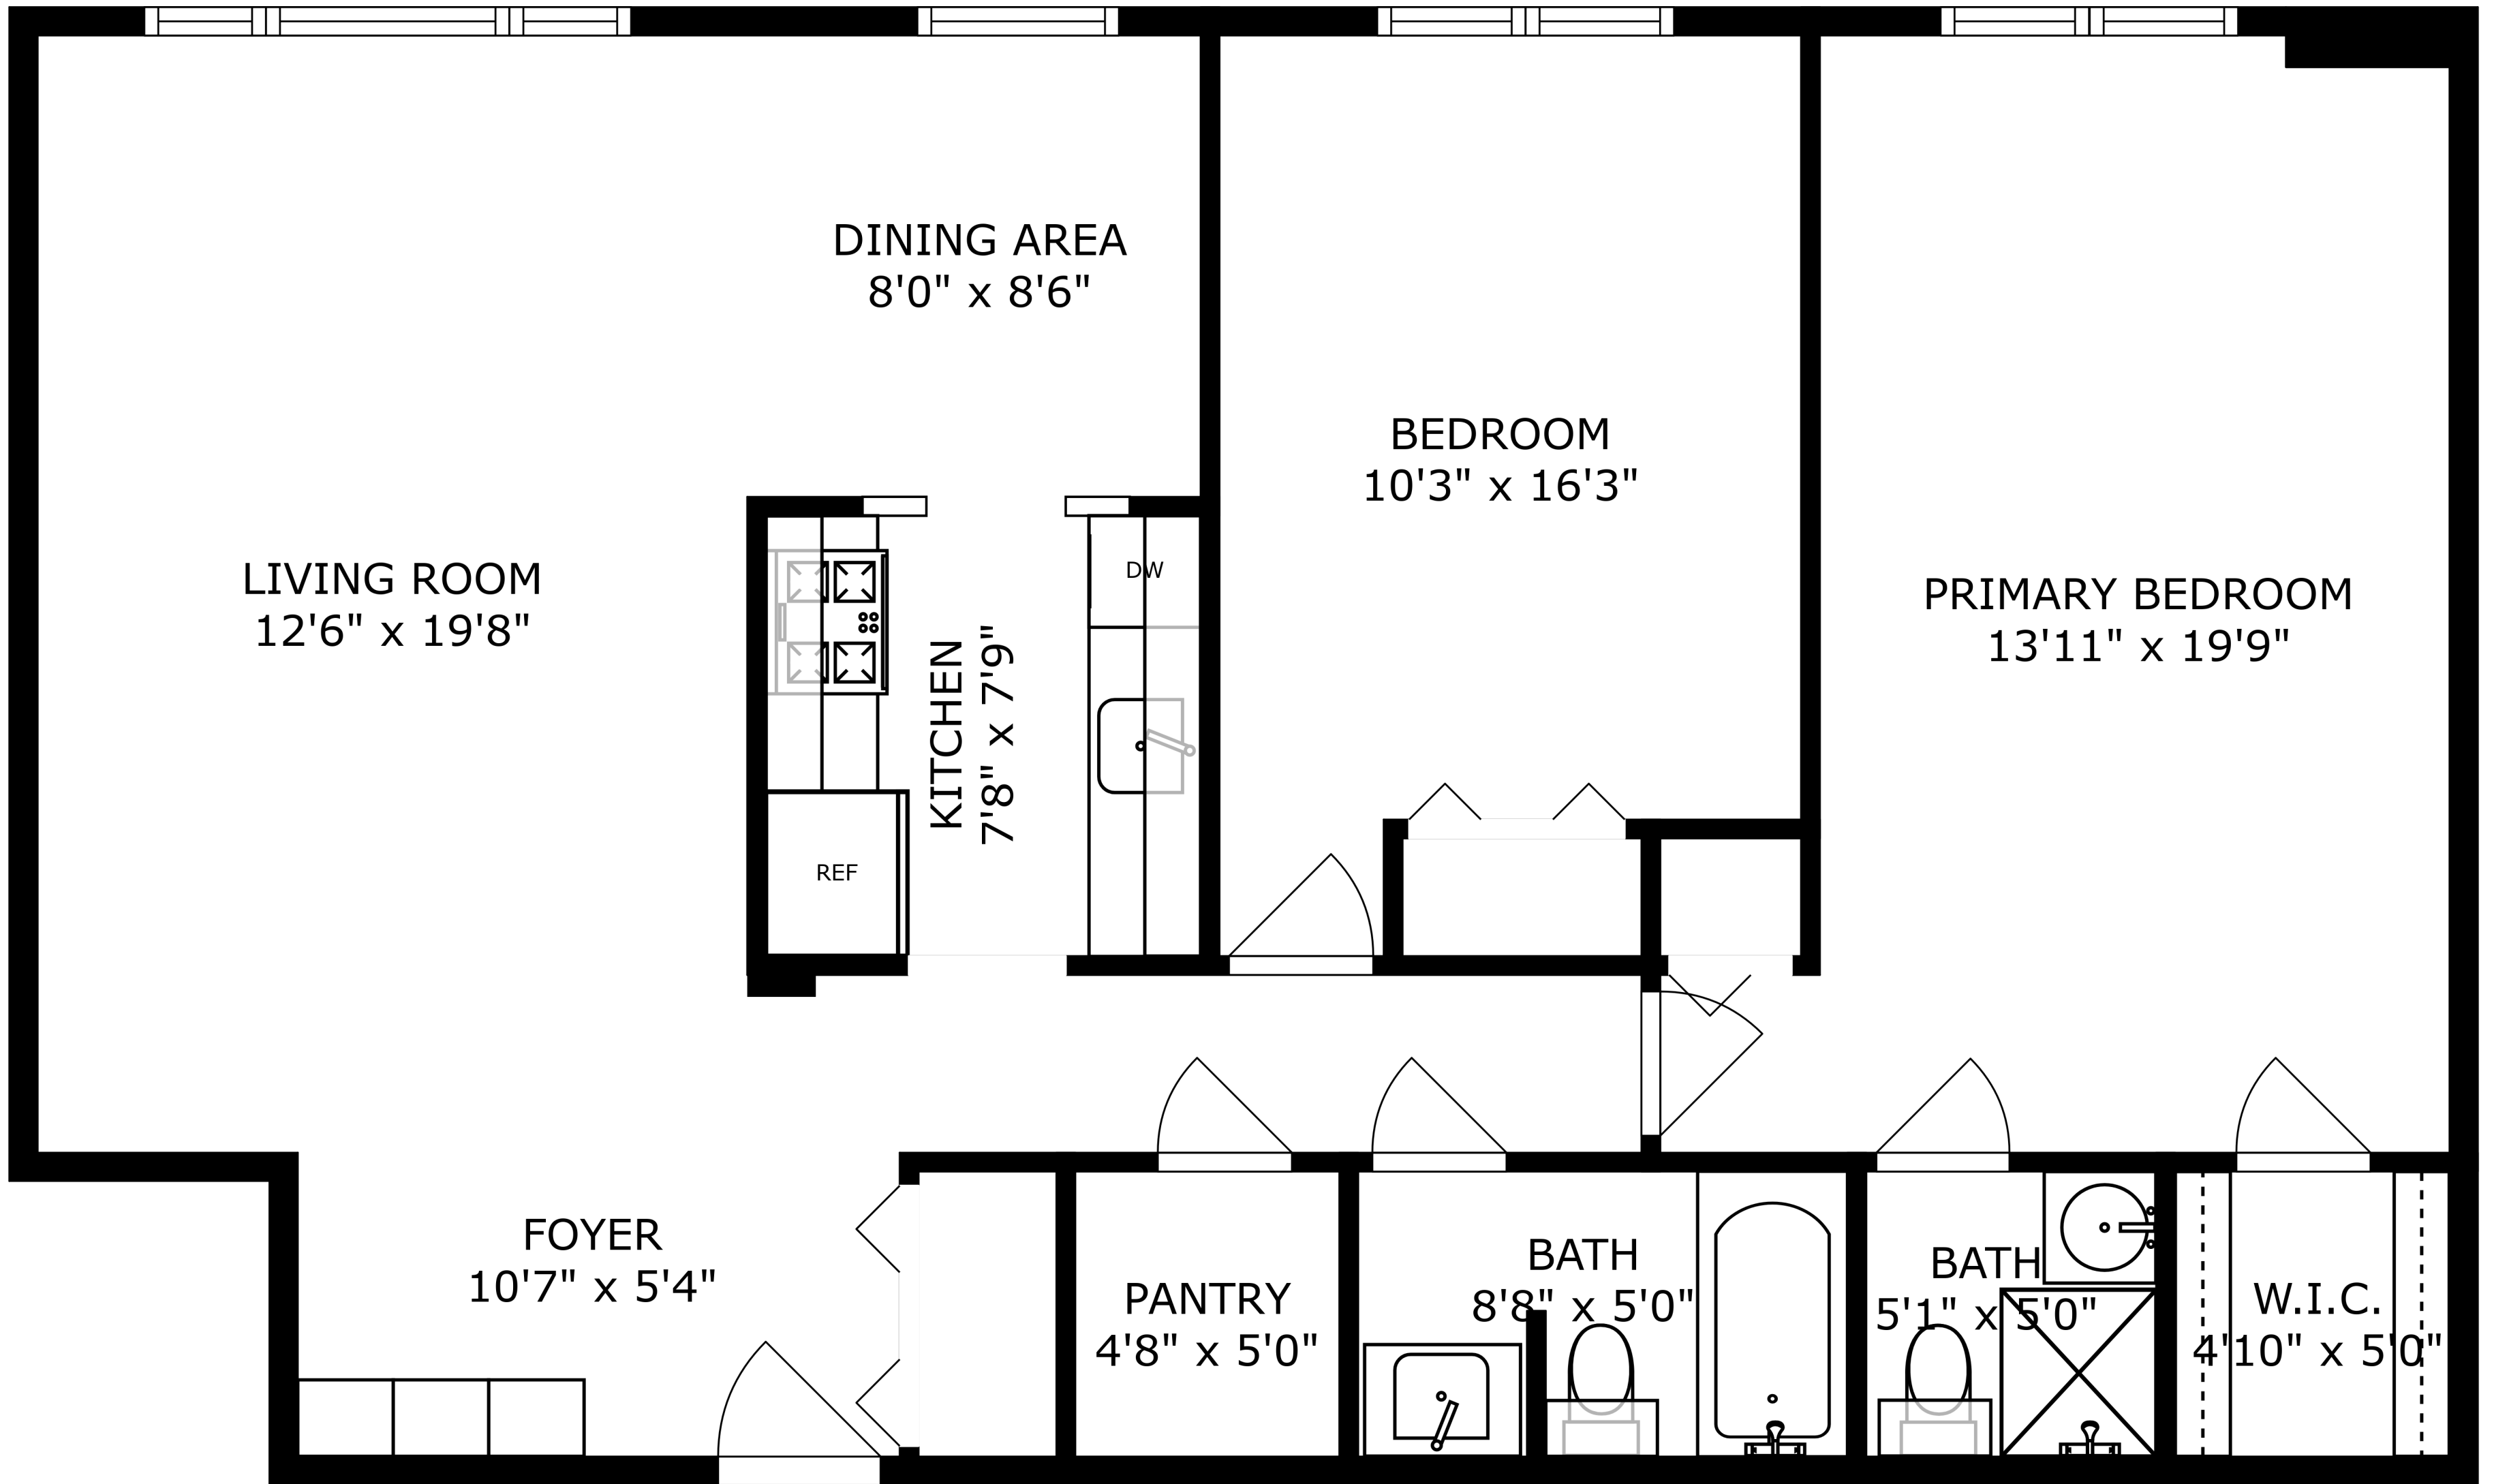 DINING AREA
8'0" x 8'6"
BEDROOM
10'3" x 16'3"
LIVING ROOM
12'6" x 19'8"
PRIMARY BEDROOM
13'11" x 19'9"
DW
KITCHEN
7'8" x 7'9"
REF
FOYER
10'7" x 5'4"
PANTRY
4'8" x 5'0"
BATH
8'8" x 5'0"
BATH
5'1" x 5'0"
W.I.C.
4'10" x 5'0"